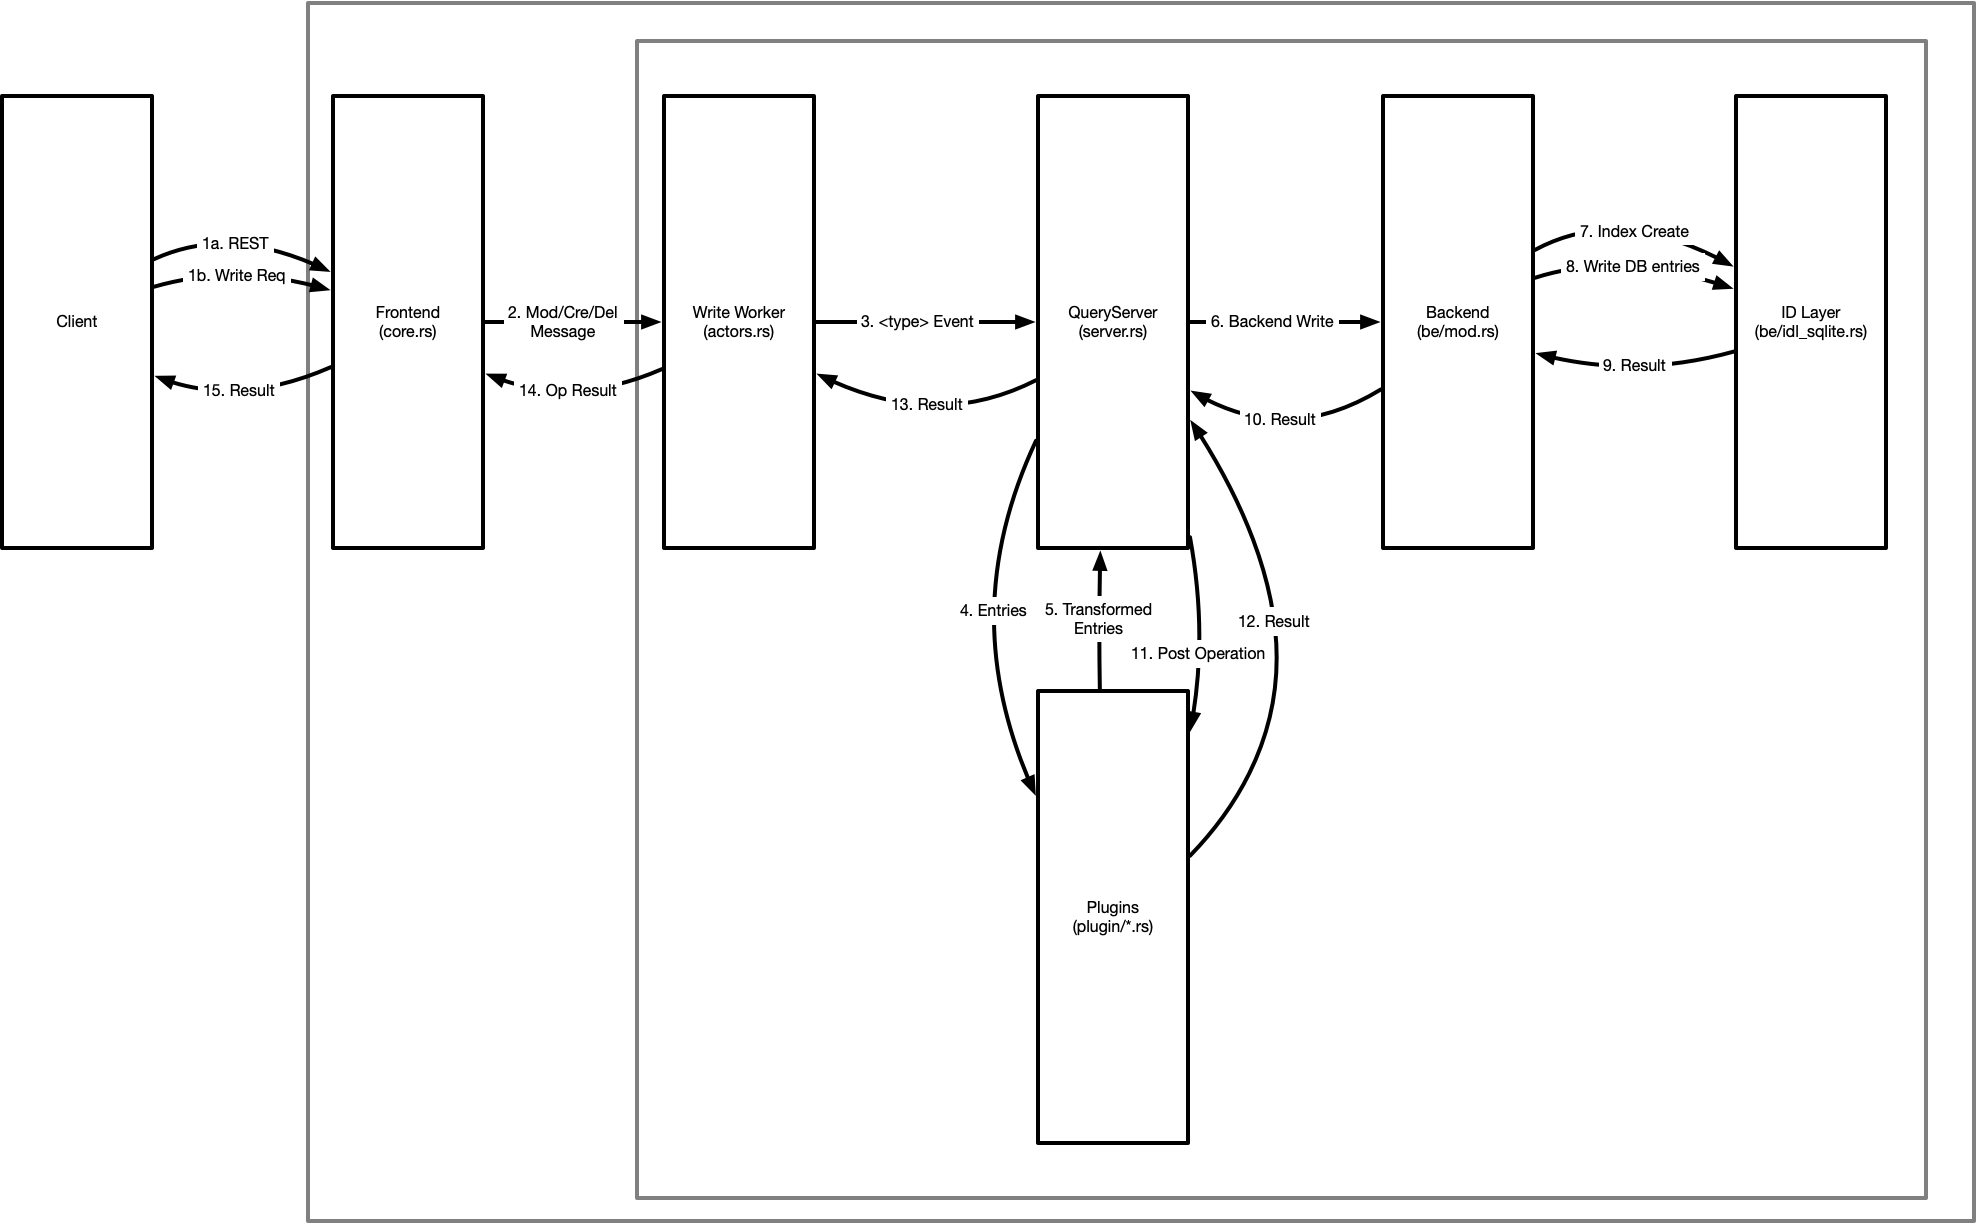 1a. REST
1b. Write Req
Client
15. Result
Frontend
(core.rs)
2. Mod/Cre/Del
Message
14. Op Result
Write Worker
(actors.rs)
3. <type> Event
13. Result
QueryServer
(server.rs)
6. Backend Write
10. Result
Backend
(be/mod.rs)
7. Index Create
8. Write DB entries
9. Result
ID Layer
(be/idl_sqlite.rs)
4. Entries
5. Transformed
Entries
11. Post Operation
12. Result
Plugins
(plugin/*.rs)